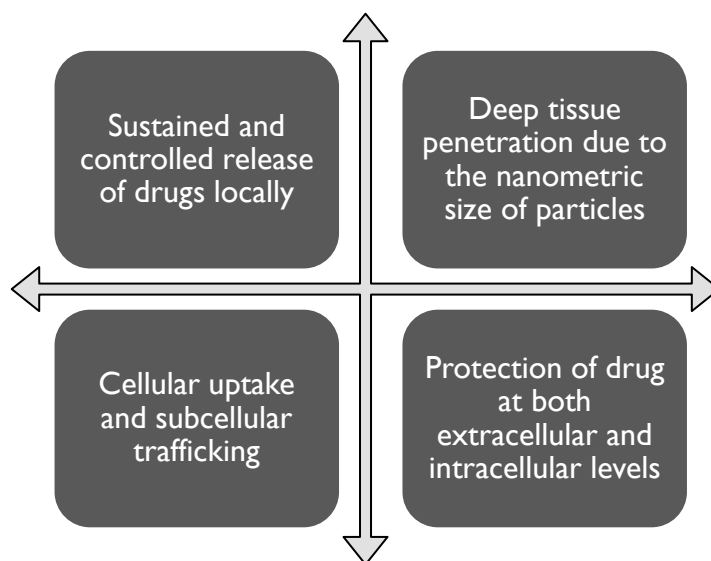 Sustained and
controlled release
of drugs locally
Deep tissue
penetration due to
the nanometric
size of particles
Cellular uptake
and subcellular
trafficking
Protection of drug
at both
extracellular and
intracellular levels